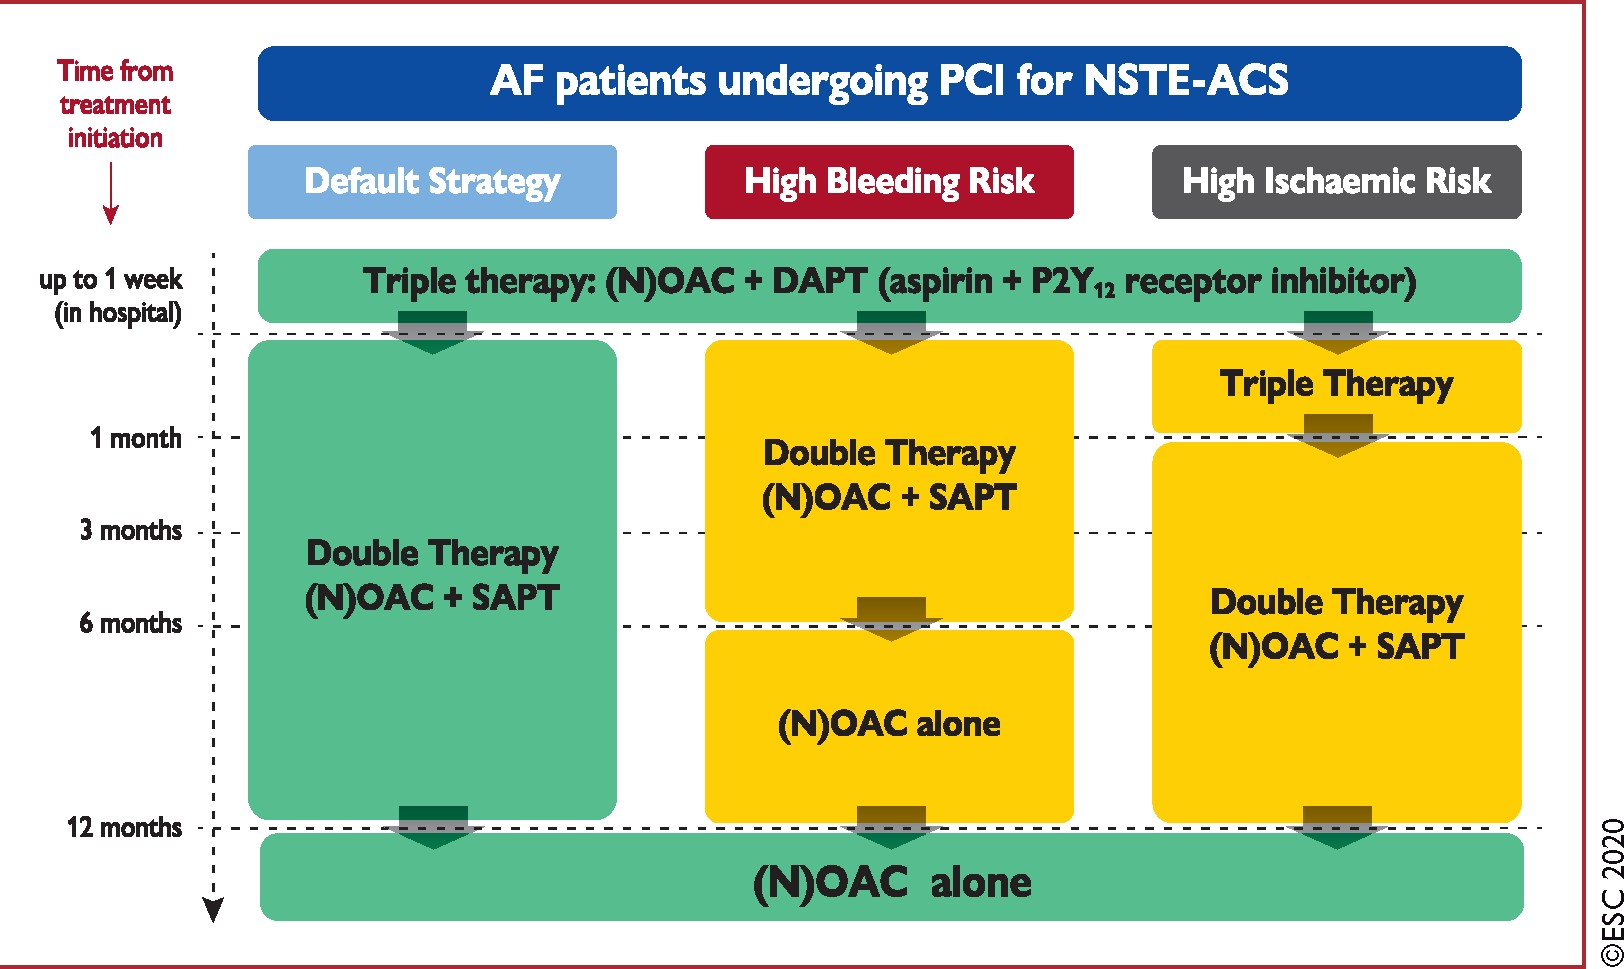 Time from
treatment
initiation
AF patients undergoing PCI for NSTE-ACS
Default Strategy
High Bleeding Risk
High Ischaemic Risk
up to 1 week
(in hospital)
Triple therapy: (N)OAC + DAPT (aspirin + P2Y₁₂ receptor inhibitor)
Triple Therapy
1 month
Double Therapy
(N)OAC + SAPT
3 months
Double Therapy
(N)OAC + SAPT
6 months
Double Therapy
(N)OAC + SAPT
(N)OAC alone
12 months
(N)OAC alone
©ESC 2020